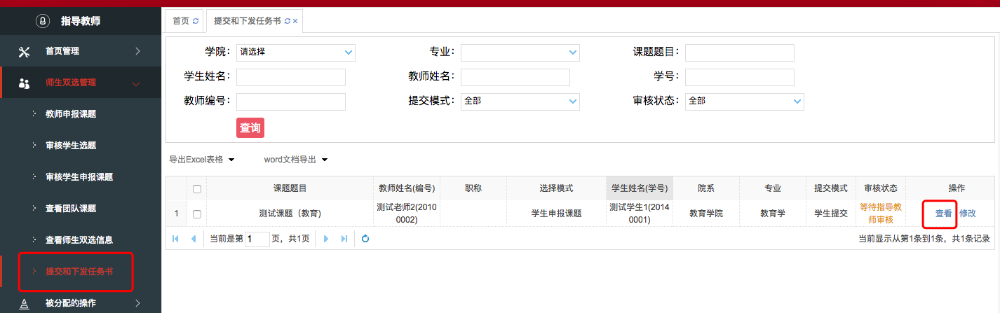 指导教师
首页管理
师生双选管理
教师申报课题
审核学生选题
审核学生申报课题
查看团队课题
查看师生双选信息
提交和下发任务书
被分配的操作
首页 提交和下发任务书
学院： 请选择 专业： 课题题目：
学生姓名： 教师姓名： 学号：
教师编号： 提交模式： 全部 审核状态： 全部
查询
导出Excel表格 word文档导出
课题题目 教师姓名(编号) 职称 选择模式 学生姓名(学号) 院系 专业 提交模式 审核状态 操作
1 测试课题（教育） 测试老师2(20100002) 学生申报课题 测试学生1(20140001) 教育学院 教育学 学生提交 等待指导教师审核 查看 修改
当前是第 1 页，共1页 当前显示从第1条到1条，共1条记录